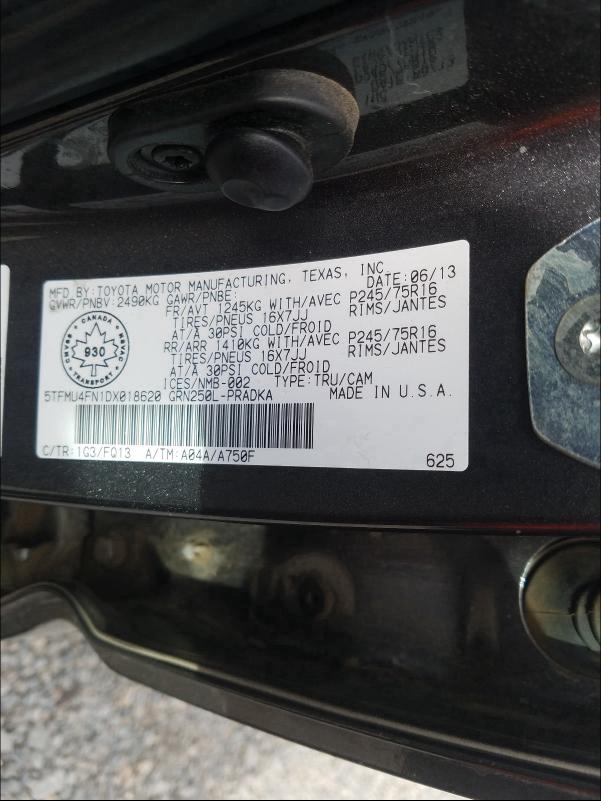 MFD BY: TOYOTA MOTOR MANUFACTURING, TEXAS, INC
GVWR/PNBV: 2490KG GAWR/PNBE: DATE: 06/13
FR/AVT 1245KG WITH/AVEC P245/75R16
TIRES/PNEUS 16X7JJ RIMS/JANTES
AT/A 30PSI COLD/FROID
RR/ARR 1410KG WITH/AVEC P245/75R16
TIRES/PNEUS 16X7JJ RIMS/JANTES
AT/A 30PSI COLD/FROID
CANADA
930
TRANSPORT
ICES/NMB-002 TYPE: TRU/CAM
5TFMU4FN1DX018620 GRN250L-PRADKA MADE IN U.S.A.
C/TR: 1G3/FQ13 A/TM: A04A/A750F 625